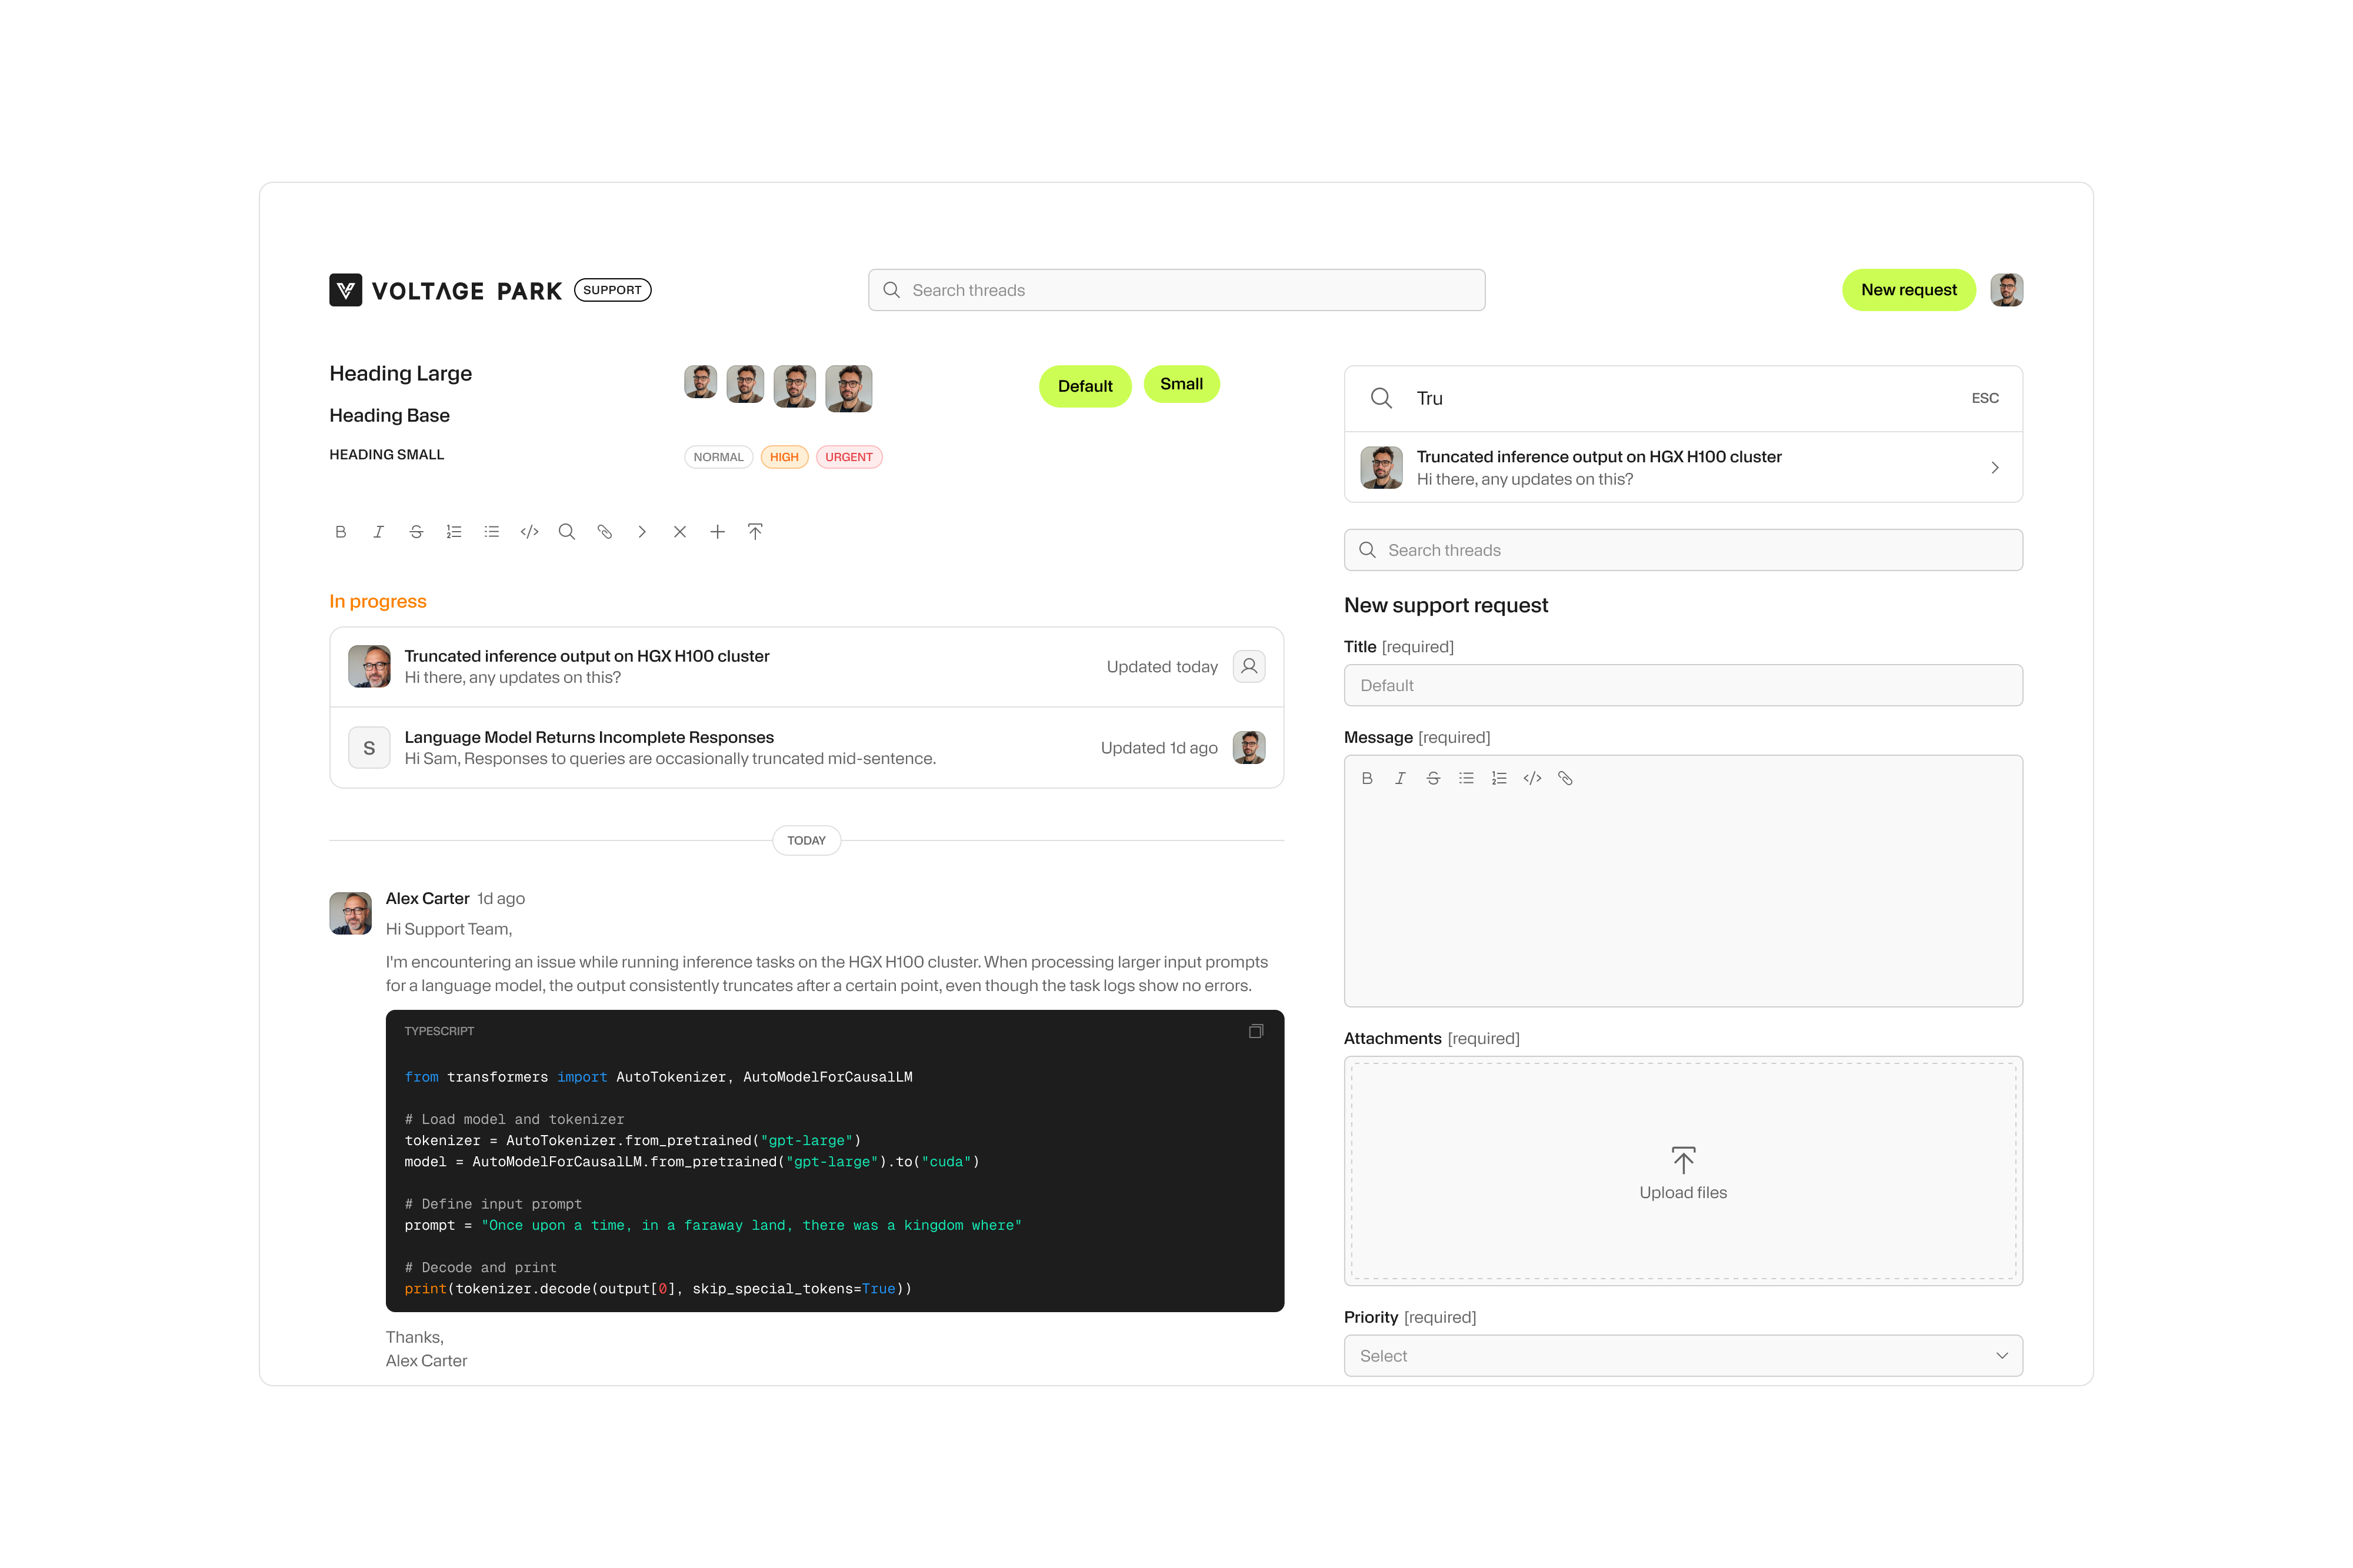 VOLTAGE PARK SUPPORT
Search threads
New request
Heading Large
Heading Base
HEADING SMALL
NORMAL HIGH URGENT
Default Small
In progress
Truncated inference output on HGX H100 cluster
Hi there, any updates on this?
Updated today
S
Language Model Returns Incomplete Responses
Hi Sam, Responses to queries are occasionally truncated mid-sentence.
Updated 1d ago
TODAY
Alex Carter 1d ago
Hi Support Team,
I'm encountering an issue while running inference tasks on the HGX H100 cluster. When processing larger input prompts
for a language model, the output consistently truncates after a certain point, even though the task logs show no errors.
TYPESCRIPT
from transformers import AutoTokenizer, AutoModelForCausalLM
# Load model and tokenizer
tokenizer = AutoTokenizer.from_pretrained("gpt-large")
model = AutoModelForCausalLM.from_pretrained("gpt-large").to("cuda")
# Define input prompt
prompt = "Once upon a time, in a faraway land, there was a kingdom where"
# Decode and print
print(tokenizer.decode(output[0], skip_special_tokens=True))
Thanks,
Alex Carter
Tru
ESC
Truncated inference output on HGX H100 cluster
Hi there, any updates on this?
Search threads
New support request
Title [required]
Default
Message [required]
Attachments [required]
Upload files
Priority [required]
Select